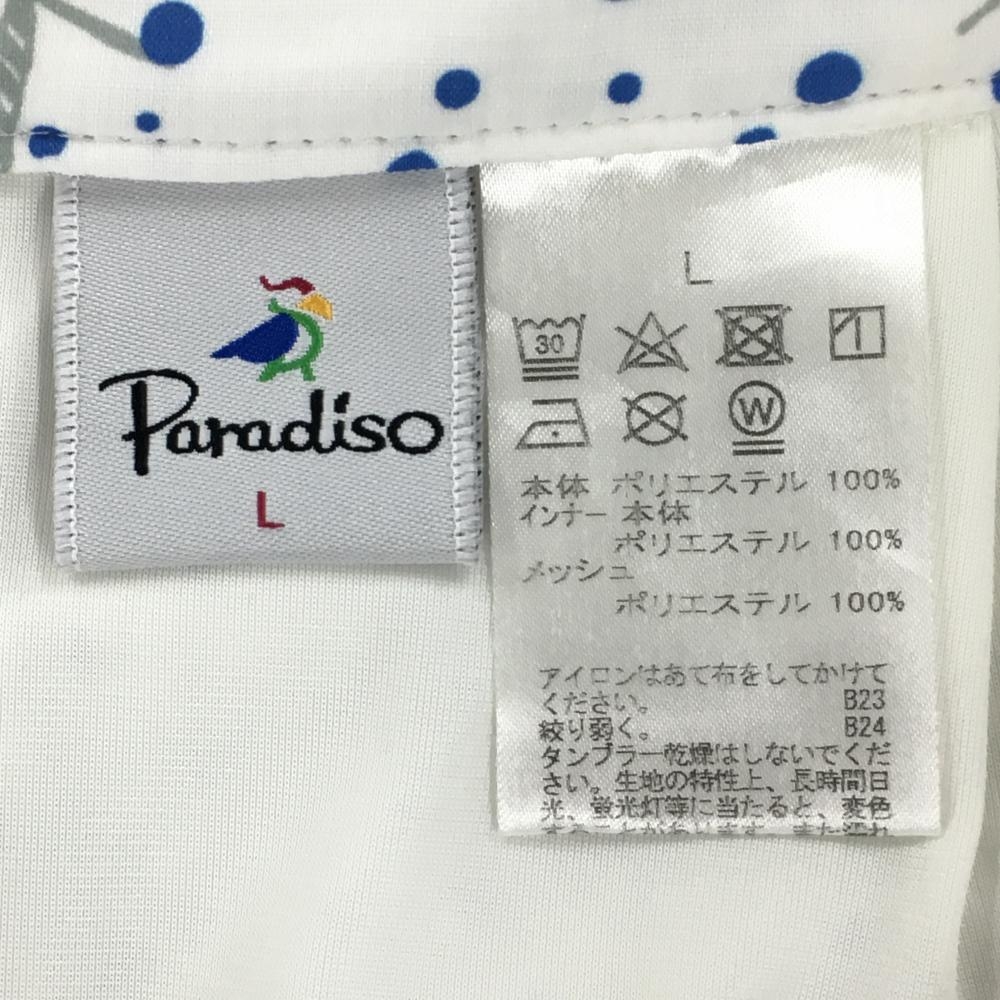 Paradiso
L
L
30
W
本体 ポリエステル 100%
インナー 本体
ポリエステル 100%
メッシュ
ポリエステル 100%
アイロンはあて布をしてかけて
ください。 B23
絞り弱く。 B24
タンブラー乾燥はしないでくだ
さい。生地の特性上、長時間日
光、蛍光灯等に当たると、変色